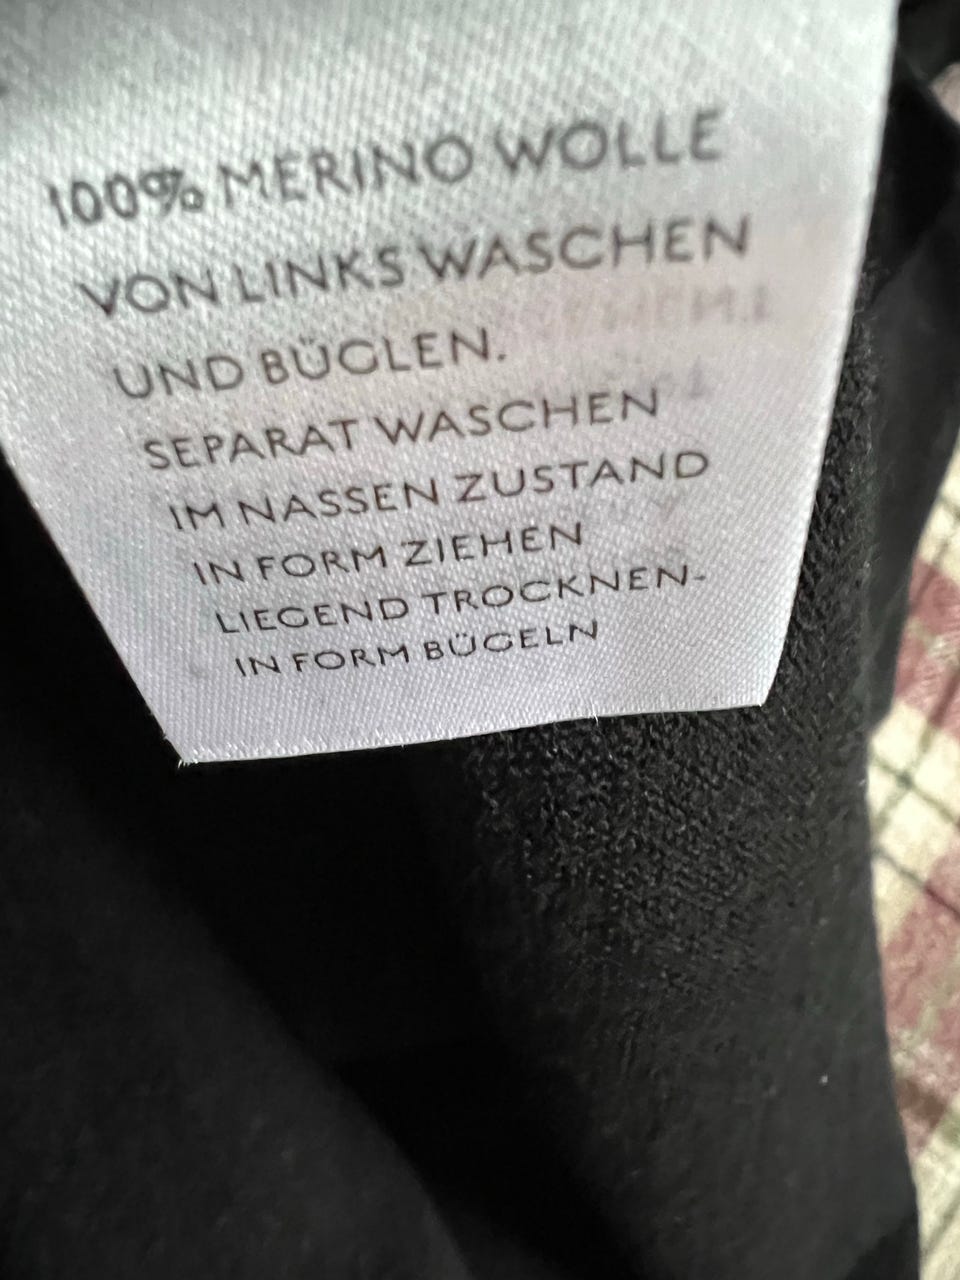 100% MERINO WOLLE
VON LINKS WASCHEN
UND BÜGLEN.
SEPARAT WASCHEN
IM NASSEN ZUSTAND
IN FORM ZIEHEN
LIEGEND TROCKNEN-
IN FORM BÜGELN